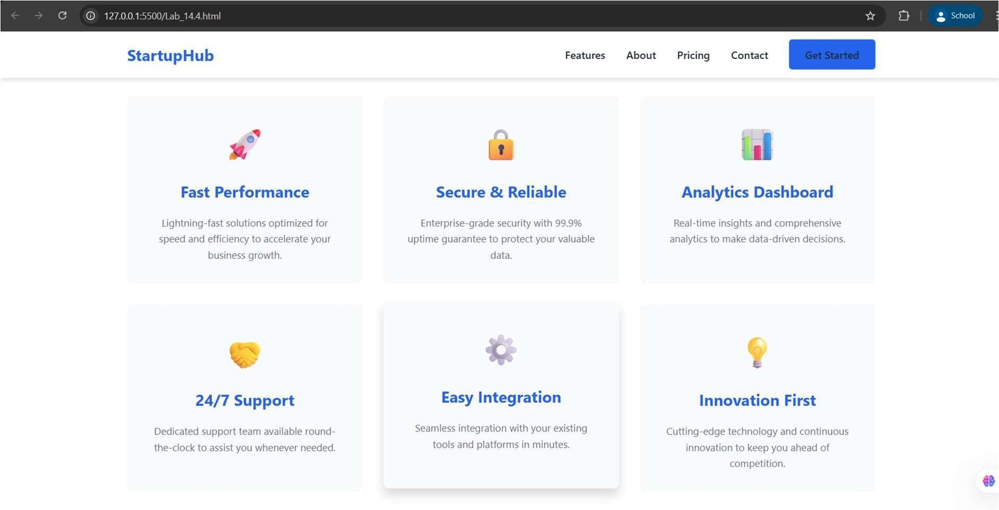 127.0.0.1:5500/Lab_14.4.html
School
StartupHub
Features
About
Pricing
Contact
Get Started
Fast Performance
Lightning-fast solutions optimized for
speed and efficiency to accelerate your
business growth.
Secure & Reliable
Enterprise-grade security with 99.9%
uptime guarantee to protect your valuable
data.
Analytics Dashboard
Real-time insights and comprehensive
analytics to make data-driven decisions.
24/7 Support
Dedicated support team available round-
the-clock to assist you whenever needed.
Easy Integration
Seamless integration with your existing
tools and platforms in minutes.
Innovation First
Cutting-edge technology and continuous
innovation to keep you ahead of
competition.